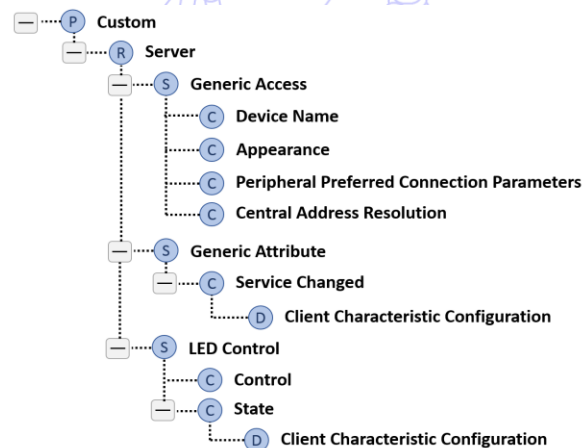 P Custom
R Server
S Generic Access
C Device Name
C Appearance
C Peripheral Preferred Connection Parameters
C Central Address Resolution
S Generic Attribute
C Service Changed
D Client Characteristic Configuration
S LED Control
C Control
C State
D Client Characteristic Configuration